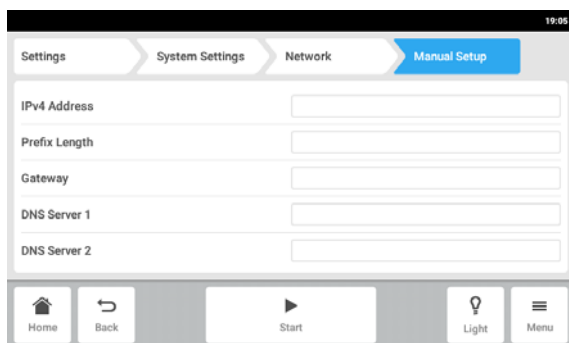 19:05
Settings System Settings Network Manual Setup
IPv4 Address
Prefix Length
Gateway
DNS Server 1
DNS Server 2
Home Back Start Light Menu